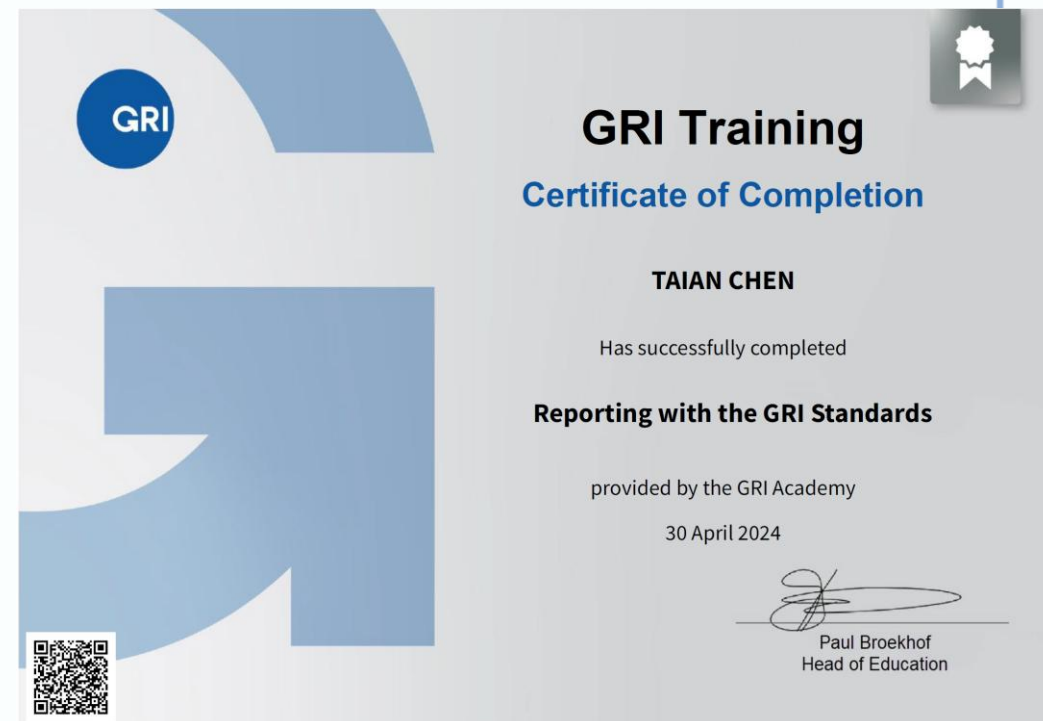 GRI
GRI Training
Certificate of Completion
TAIAN CHEN
Has successfully completed
Reporting with the GRI Standards
provided by the GRI Academy
30 April 2024
Paul Broekhof
Head of Education